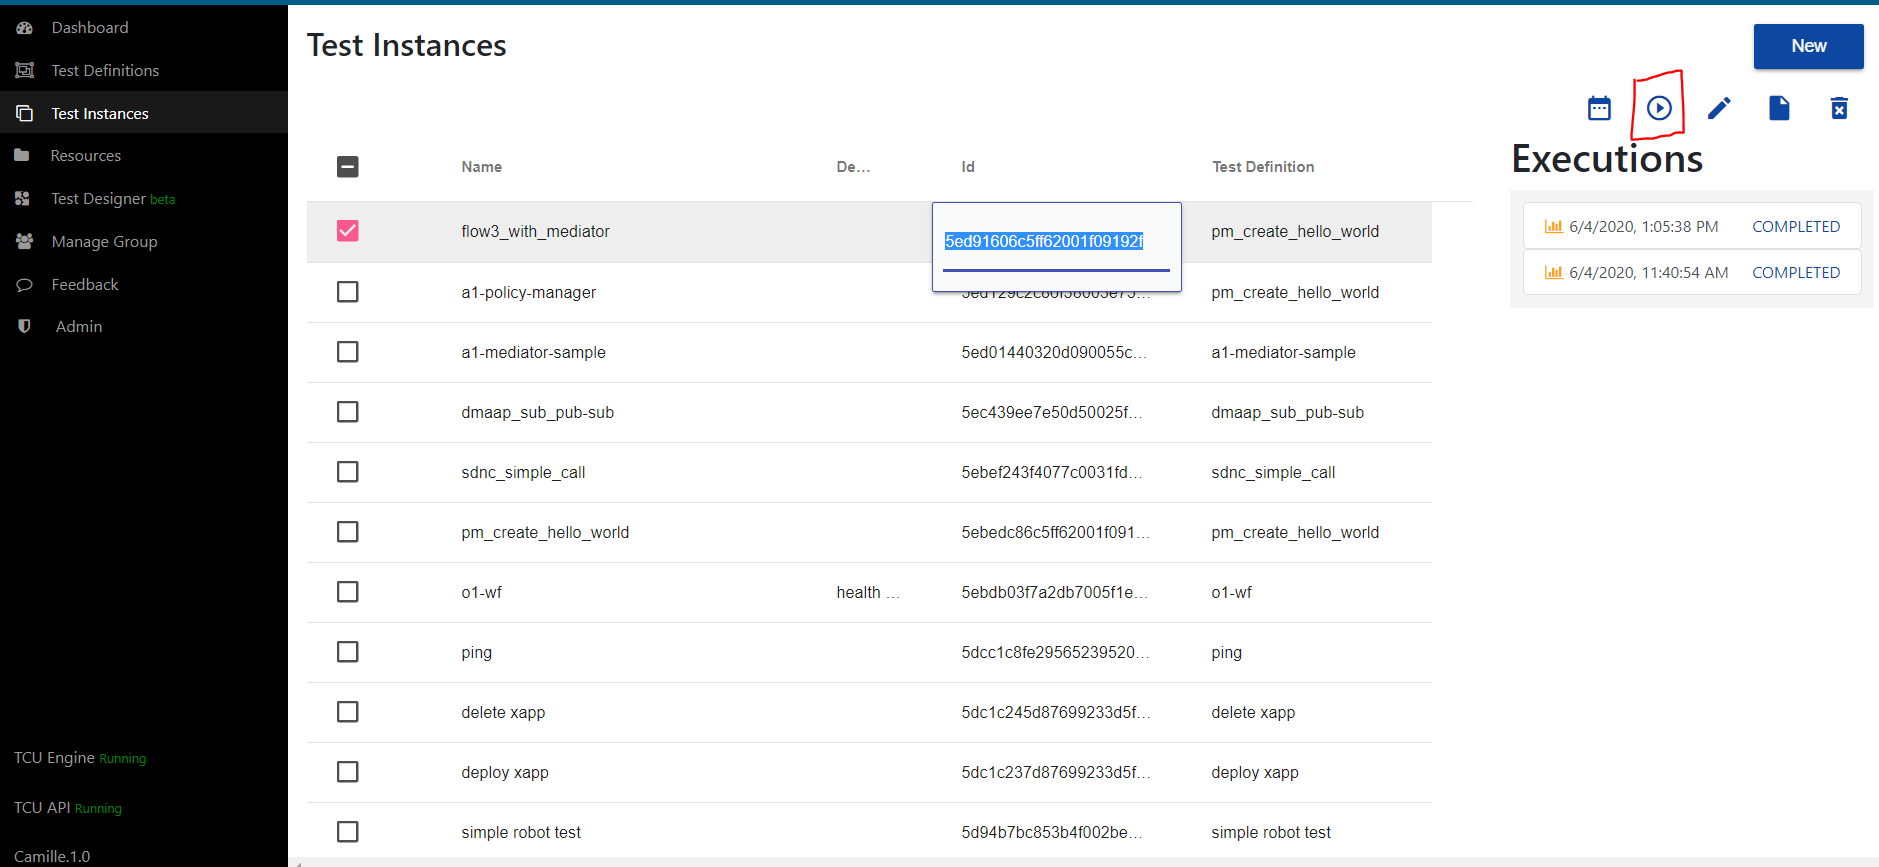 Dashboard
Test Definitions
Test Instances
Resources
Test Designer beta
Manage Group
Feedback
Admin
TCU Engine Running
TCU API Running
Camille.1.0
Test Instances
New
Name De... Id Test Definition
flow3_with_mediator 5ed91606c5ff62001f09192f pm_create_hello_world
a1-policy-manager pm_create_hello_world
a1-mediator-sample 5ed01440320d090055c... a1-mediator-sample
dmaap_sub_pub-sub 5ec439ee7e50d50025f... dmaap_sub_pub-sub
sdnc_simple_call 5ebef243f4077c0031fd... sdnc_simple_call
pm_create_hello_world 5ebedc86c5ff62001f091... pm_create_hello_world
o1-wf health ... 5ebdb03f7a2db7005f1e... o1-wf
ping 5dcc1c8fe29565239520... ping
delete xapp 5dc1c245d87699233d5f... delete xapp
deploy xapp 5dc1c237d87699233d5f... deploy xapp
simple robot test 5d94b7bc853b4f002be... simple robot test
Executions
6/4/2020, 1:05:38 PM COMPLETED
6/4/2020, 11:40:54 AM COMPLETED